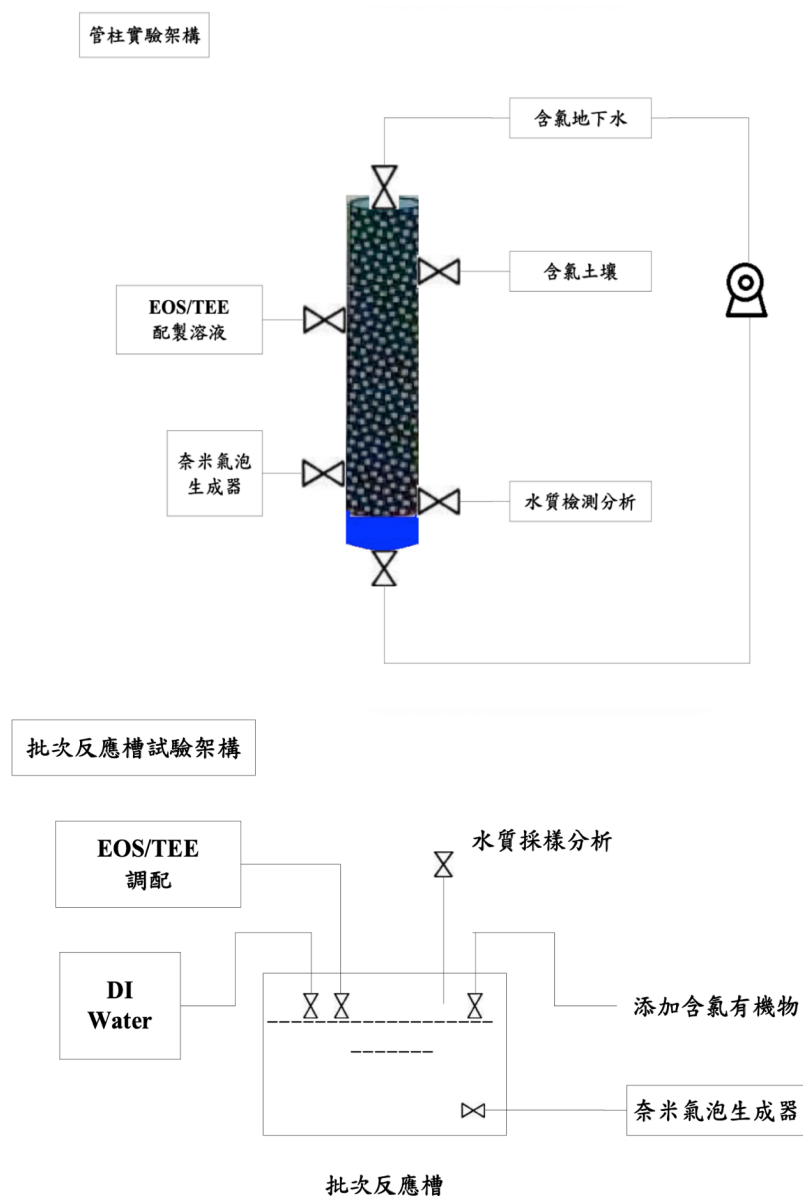 管柱實驗架構
含氯地下水
含氯土壤
EOS/TEE
配製溶液
奈米氣泡
生成器
水質檢測分析
批次反應槽試驗架構
EOS/TEE
調配
水質採樣分析
DI
Water
添加含氯有機物
奈米氣泡生成器
批次反應槽